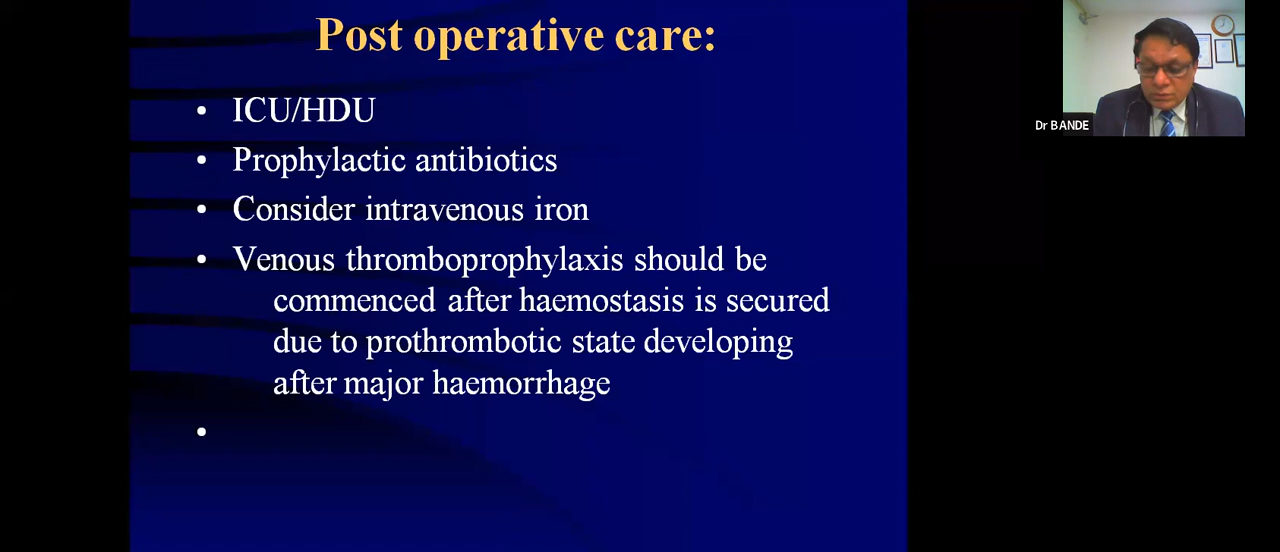 Post operative care:
• ICU/HDU
• Prophylactic antibiotics
• Consider intravenous iron
• Venous thromboprophylaxis should be
commenced after haemostasis is secured
due to prothrombotic state developing
after major haemorrhage
•
Dr BANDE